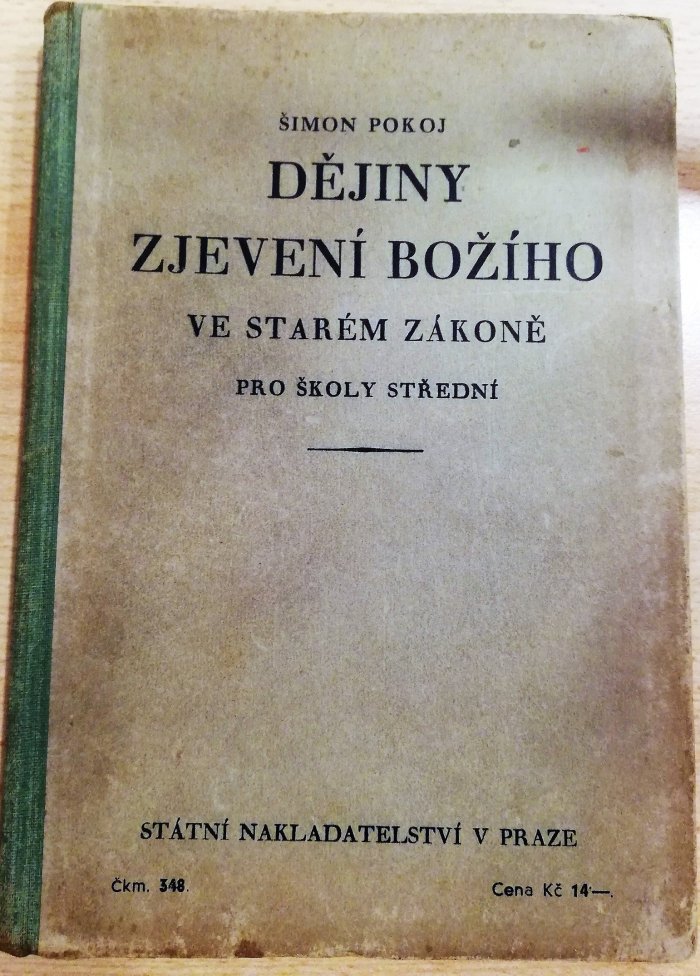 ŠIMON POKOJ
DĚJINY
ZJEVENÍ BOŽÍHO
VE STARÉM ZÁKONĚ
PRO ŠKOLY STŘEDNÍ
STÁTNÍ NAKLADATELSTVÍ V PRAZE
Čkm. 348. Cena Kč 14·—.